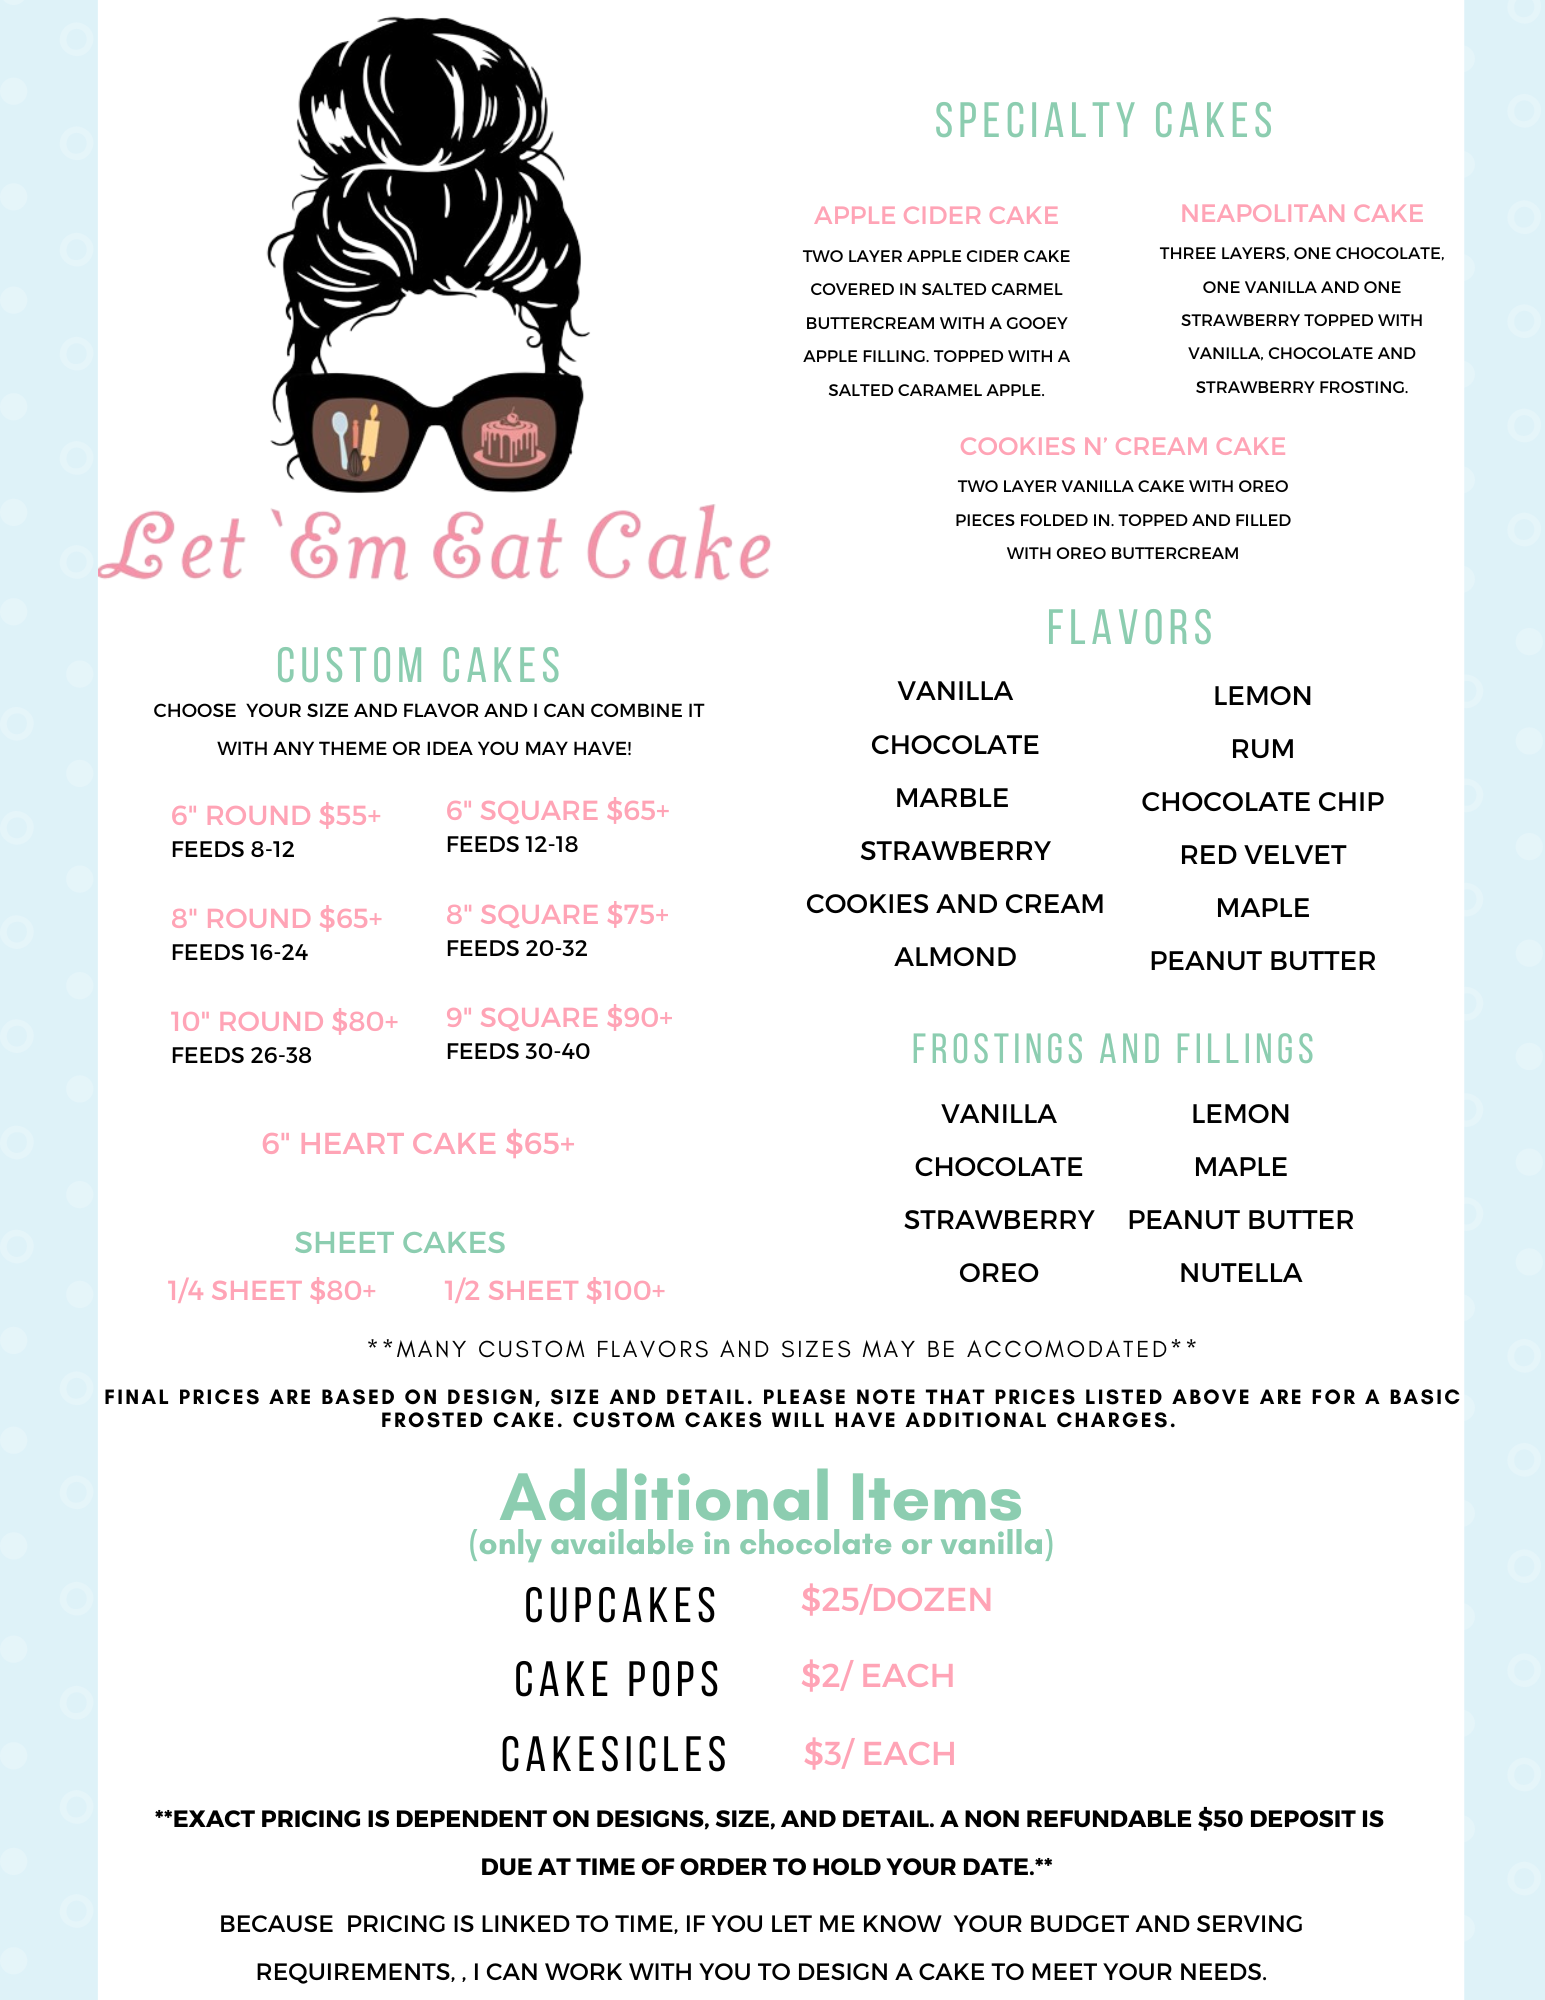 Let `Em Eat Cake
CUSTOM CAKES
CHOOSE YOUR SIZE AND FLAVOR AND I CAN COMBINE IT
WITH ANY THEME OR IDEA YOU MAY HAVE!
6" ROUND $55+
FEEDS 8-12
6" SQUARE $65+
FEEDS 12-18
8" ROUND $65+
FEEDS 16-24
8" SQUARE $75+
FEEDS 20-32
10" ROUND $80+
FEEDS 26-38
9" SQUARE $90+
FEEDS 30-40
6" HEART CAKE $65+
SHEET CAKES
1/4 SHEET $80+
1/2 SHEET $100+
SPECIALTY CAKES
APPLE CIDER CAKE
TWO LAYER APPLE CIDER CAKE
COVERED IN SALTED CARMEL
BUTTERCREAM WITH A GOOEY
APPLE FILLING. TOPPED WITH A
SALTED CARAMEL APPLE.
NEAPOLITAN CAKE
THREE LAYERS, ONE CHOCOLATE,
ONE VANILLA AND ONE
STRAWBERRY TOPPED WITH
VANILLA, CHOCOLATE AND
STRAWBERRY FROSTING.
COOKIES N' CREAM CAKE
TWO LAYER VANILLA CAKE WITH OREO
PIECES FOLDED IN. TOPPED AND FILLED
WITH OREO BUTTERCREAM
FLAVORS
VANILLA
CHOCOLATE
MARBLE
STRAWBERRY
COOKIES AND CREAM
ALMOND
LEMON
RUM
CHOCOLATE CHIP
RED VELVET
MAPLE
PEANUT BUTTER
FROSTINGS AND FILLINGS
VANILLA
CHOCOLATE
STRAWBERRY
OREO
LEMON
MAPLE
PEANUT BUTTER
NUTELLA
**MANY CUSTOM FLAVORS AND SIZES MAY BE ACCOMODATED**
FINAL PRICES ARE BASED ON DESIGN, SIZE AND DETAIL. PLEASE NOTE THAT PRICES LISTED ABOVE ARE FOR A BASIC
FROSTED CAKE. CUSTOM CAKES WILL HAVE ADDITIONAL CHARGES.
Additional Items
(only available in chocolate or vanilla)
CUPCAKES $25/DOZEN
CAKE POPS $2/ EACH
CAKESICLES $3/ EACH
**EXACT PRICING IS DEPENDENT ON DESIGNS, SIZE, AND DETAIL. A NON REFUNDABLE $50 DEPOSIT IS
DUE AT TIME OF ORDER TO HOLD YOUR DATE.**
BECAUSE PRICING IS LINKED TO TIME, IF YOU LET ME KNOW YOUR BUDGET AND SERVING
REQUIREMENTS, , I CAN WORK WITH YOU TO DESIGN A CAKE TO MEET YOUR NEEDS.